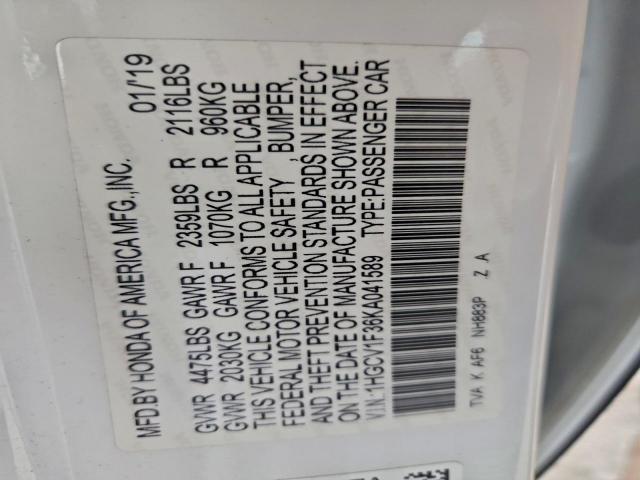 MFD.BY HONDA OF AMERICA MFG.,INC. 01/'19
GVWR 4475LBS GAWR F 2359LBS R 2116LBS
GVWR 2030KG GAWR F 1070KG R 960KG
THIS VEHICLE CONFORMS TO ALL APPLICABLE
FEDERAL MOTOR VEHICLE SAFETY , BUMPER,
AND THEFT PREVENTION STANDARDS IN EFFECT
ON THE DATE OF MANUFACTURE SHOWN ABOVE.
V.I.N.:1HGCV1F36KA041589 TYPE:PASSENGER CAR
TVA K AF6 NH883P Z A